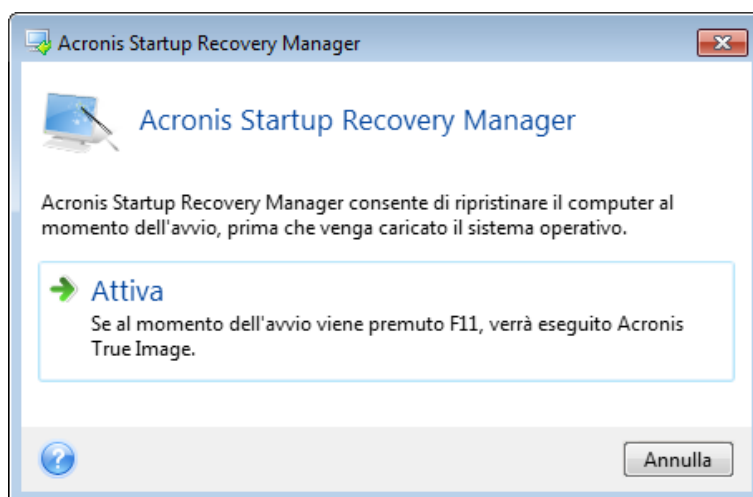 Acronis Startup Recovery Manager
Acronis Startup Recovery Manager
Acronis Startup Recovery Manager consente di ripristinare il computer al
momento dell'avvio, prima che venga caricato il sistema operativo.
Attiva
Se al momento dell'avvio viene premuto F11, verrà eseguito Acronis
True Image.
?
Annulla